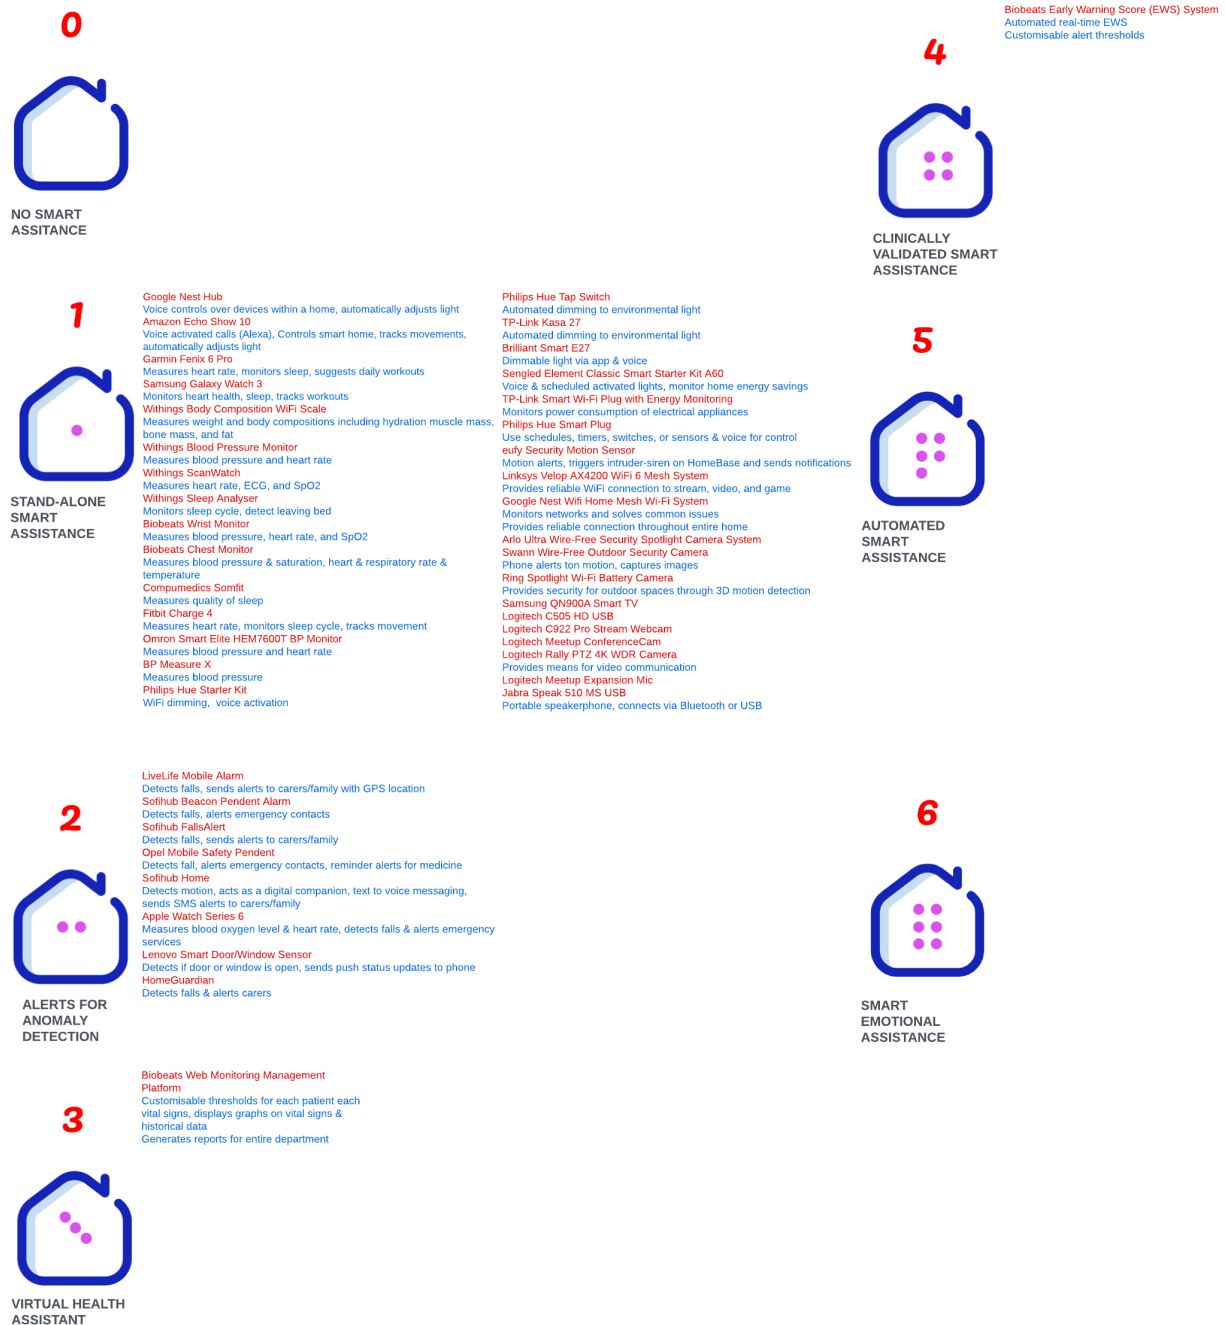 0
NO SMART
ASSITANCE
1
STAND-ALONE
SMART
ASSISTANCE
Google Nest Hub
Voice controls over devices within a home, automatically adjusts light
Amazon Echo Show 10
Voice activated calls (Alexa), Controls smart home, tracks movements,
automatically adjusts light
Garmin Fenix 6 Pro
Measures heart rate, monitors sleep, suggests daily workouts
Samsung Galaxy Watch 3
Monitors heart health, sleep, tracks workouts
Withings Body Composition WiFi Scale
Measures weight and body compositions including hydration muscle mass,
bone mass, and fat
Withings Blood Pressure Monitor
Measures blood pressure and heart rate
Withings ScanWatch
Measures heart rate, ECG, and SpO2
Withings Sleep Analyser
Monitors sleep cycle, detect leaving bed
Biobeats Wrist Monitor
Measures blood pressure, heart rate, and SpO2
Biobeats Chest Monitor
Measures blood pressure & saturation, heart & respiratory rate &
temperature
Compumedics Somfit
Measures quality of sleep
Fitbit Charge 4
Measures heart rate, monitors sleep cycle, tracks movement
Omron Smart Elite HEM7600T BP Monitor
Measures blood pressure and heart rate
BP Measure X
Measures blood pressure
Philips Hue Starter Kit
WiFi dimming, voice activation
Philips Hue Tap Switch
Automated dimming to environmental light
TP-Link Kasa 27
Automated dimming to environmental light
Brilliant Smart E27
Dimmable light via app & voice
Sengled Element Classic Smart Starter Kit A60
Voice & scheduled activated lights, monitor home energy savings
TP-Link Smart Wi-Fi Plug with Energy Monitoring
Monitors power consumption of electrical appliances
Philips Hue Smart Plug
Use schedules, timers, switches, or sensors & voice for control
eufy Security Motion Sensor
Motion alerts, triggers intruder-siren on HomeBase and sends notifications
Linksys Velop AX4200 WiFi 6 Mesh System
Provides reliable WiFi connection to stream, video, and game
Google Nest Wifi Home Mesh Wi-Fi System
Monitors networks and solves common issues
Provides reliable connection throughout entire home
Arlo Ultra Wire-Free Security Spotlight Camera System
Swann Wire-Free Outdoor Security Camera
Phone alerts ton motion, captures images
Ring Spotlight Wi-Fi Battery Camera
Provides security for outdoor spaces through 3D motion detection
Samsung QN900A Smart TV
Logitech C505 HD USB
Logitech C922 Pro Stream Webcam
Logitech Meetup ConferenceCam
Logitech Rally PTZ 4K WDR Camera
Provides means for video communication
Logitech Meetup Expansion Mic
Jabra Speak 510 MS USB
Portable speakerphone, connects via Bluetooth or USB
2
ALERTS FOR
ANOMALY
DETECTION
LiveLife Mobile Alarm
Detects falls, sends alerts to carers/family with GPS location
Sofihub Beacon Pendent Alarm
Detects falls, alerts emergency contacts
Sofihub FallsAlert
Detects falls, sends alerts to carers/family
Opel Mobile Safety Pendent
Detects fall, alerts emergency contacts, reminder alerts for medicine
Sofihub Home
Detects motion, acts as a digital companion, text to voice messaging,
sends SMS alerts to carers/family
Apple Watch Series 6
Measures blood oxygen level & heart rate, detects falls & alerts emergency
services
Lenovo Smart Door/Window Sensor
Detects if door or window is open, sends push status updates to phone
HomeGuardian
Detects falls & alerts carers
3
VIRTUAL HEALTH
ASSISTANT
Biobeats Web Monitoring Management
Platform
Customisable thresholds for each patient each
vital signs, displays graphs on vital signs &
historical data
Generates reports for entire department
4
CLINICALLY
VALIDATED SMART
ASSISTANCE
Biobeats Early Warning Score (EWS) System
Automated real-time EWS
Customisable alert thresholds
5
AUTOMATED
SMART
ASSISTANCE
6
SMART
EMOTIONAL
ASSISTANCE